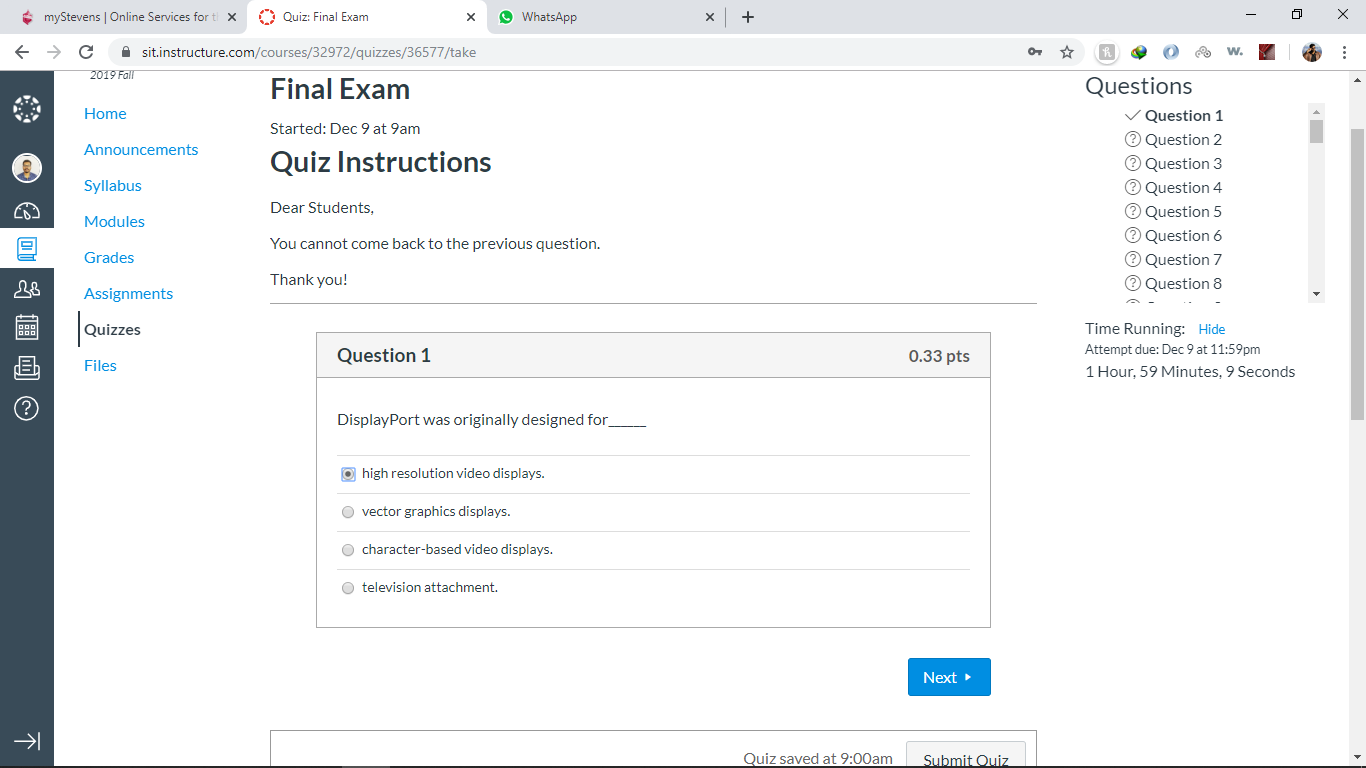 myStevens | Online Services for t
Quiz: Final Exam
WhatsApp
sit.instructure.com/courses/32972/quizzes/36577/take
2019 Fall
Home
Announcements
Syllabus
Modules
Grades
Assignments
Quizzes
Files
Final Exam
Started: Dec 9 at 9am
Quiz Instructions
Dear Students,
You cannot come back to the previous question.
Thank you!
Question 1 0.33 pts
DisplayPort was originally designed for______
high resolution video displays.
vector graphics displays.
character-based video displays.
television attachment.
Next
Quiz saved at 9:00am Submit Quiz
Questions
Question 1
Question 2
Question 3
Question 4
Question 5
Question 6
Question 7
Question 8
Time Running: Hide
Attempt due: Dec 9 at 11:59pm
1 Hour, 59 Minutes, 9 Seconds